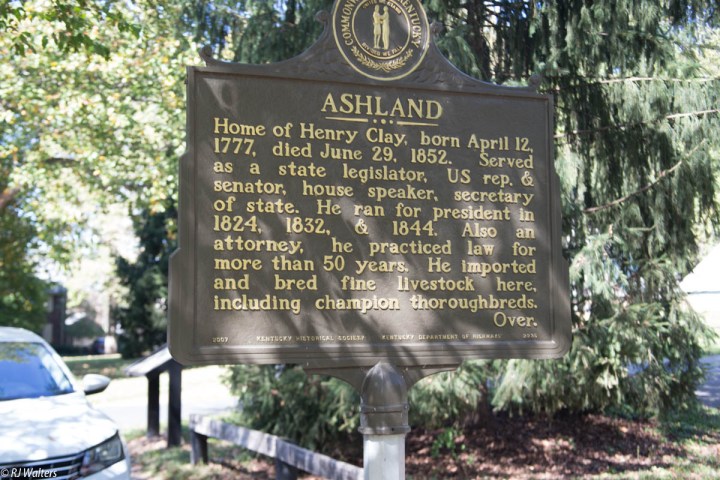 COMMONWEALTH KENTUCKY
ASHLAND
Home of Henry Clay, born April 12,
1777, died June 29, 1852. Served
as a state legislator, US rep. &
senator, house speaker, secretary
of state. He ran for president in
1824, 1832, & 1844. Also an
attorney, he practiced law for
more than 50 years. He imported
and bred fine livestock here,
including champion thoroughbreds.
Over.
2007 KENTUCKY HISTORICAL SOCIETY KENTUCKY DEPARTMENT OF HIGHWAYS
© RJ Walters